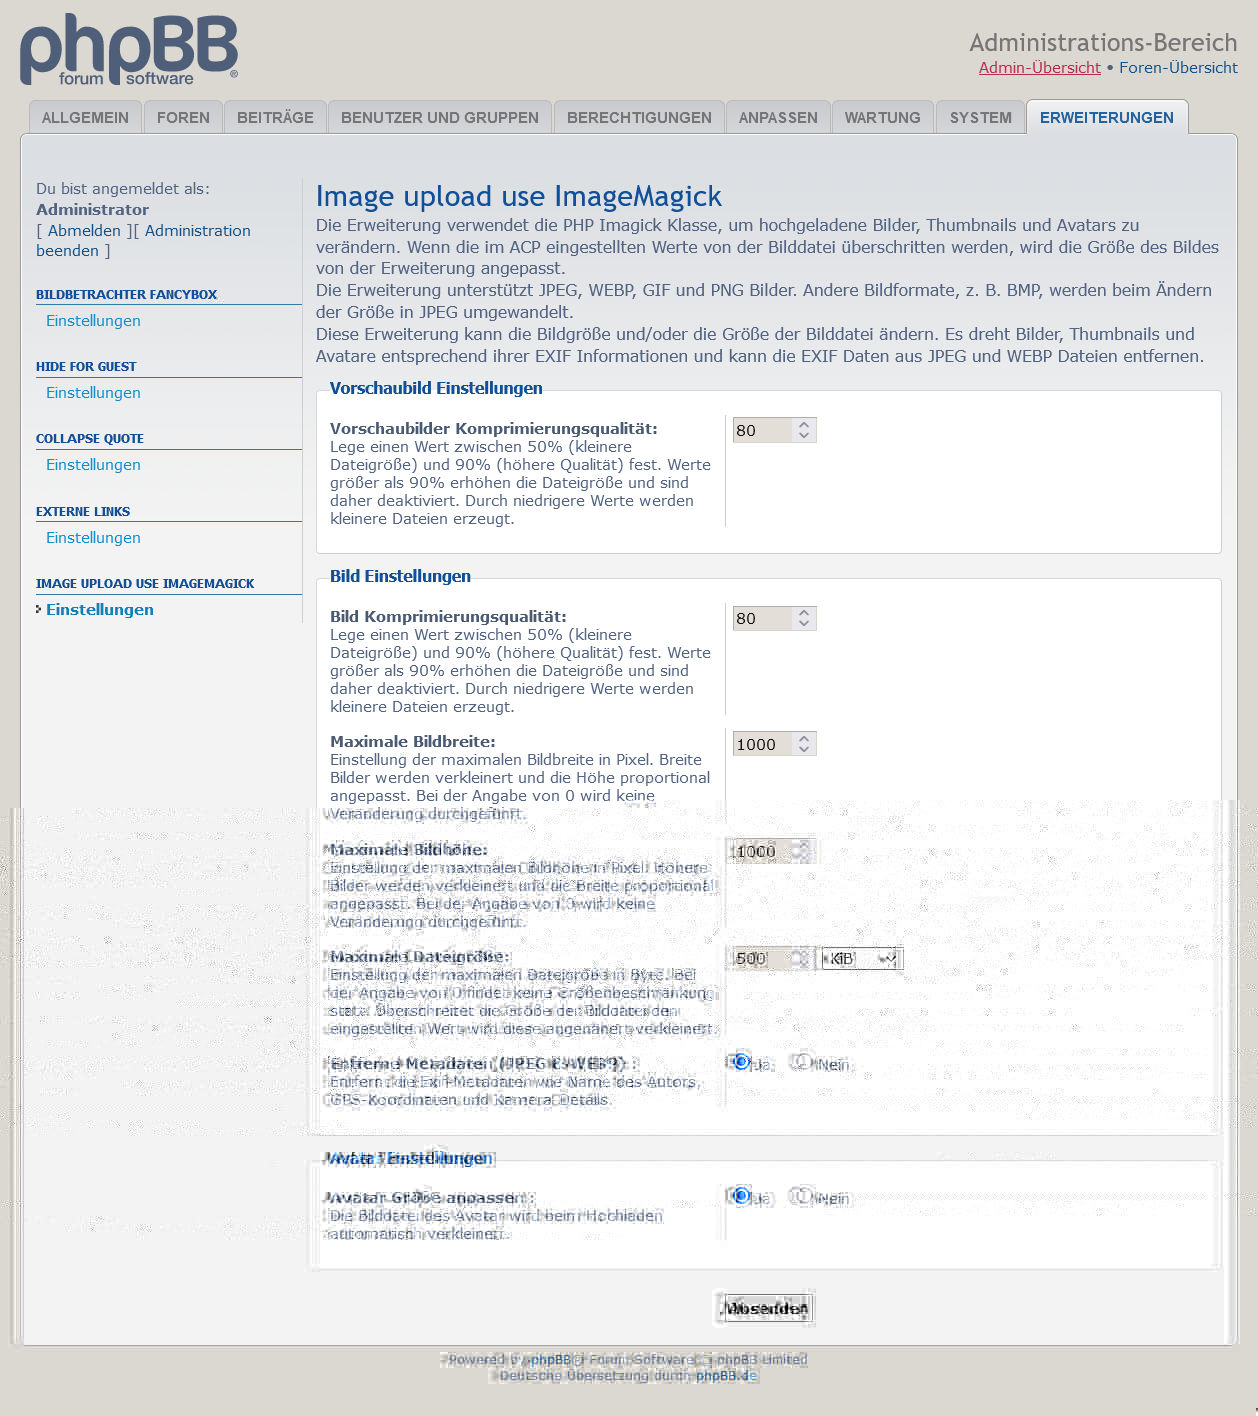 phpBB
forum software ®
Administrations-Bereich
Admin-Übersicht • Foren-Übersicht
ALLGEMEIN FOREN BEITRÄGE BENUTZER UND GRUPPEN BERECHTIGUNGEN ANPASSEN WARTUNG SYSTEM ERWEITERUNGEN
Du bist angemeldet als:
Administrator
[ Abmelden ][ Administration
beenden ]
BILDBETRACHTER FANCYBOX
Einstellungen
HIDE FOR GUEST
Einstellungen
COLLAPSE QUOTE
Einstellungen
EXTERNE LINKS
Einstellungen
IMAGE UPLOAD USE IMAGEMAGICK
Einstellungen
Image upload use ImageMagick
Die Erweiterung verwendet die PHP Imagick Klasse, um hochgeladene Bilder, Thumbnails und Avatars zu
verändern. Wenn die im ACP eingestellten Werte von der Bilddatei überschritten werden, wird die Größe des Bildes
von der Erweiterung angepasst.
Die Erweiterung unterstützt JPEG, WEBP, GIF und PNG Bilder. Andere Bildformate, z. B. BMP, werden beim Ändern
der Größe in JPEG umgewandelt.
Diese Erweiterung kann die Bildgröße und/oder die Größe der Bilddatei ändern. Es dreht Bilder, Thumbnails und
Avatare entsprechend ihrer EXIF Informationen und kann die EXIF Daten aus JPEG und WEBP Dateien entfernen.
Vorschaubild Einstellungen
Vorschaubilder Komprimierungsqualität: 80
Lege einen Wert zwischen 50% (kleinere
Dateigröße) und 90% (höhere Qualität) fest. Werte
größer als 90% erhöhen die Dateigröße und sind
daher deaktiviert. Durch niedrigere Werte werden
kleinere Dateien erzeugt.
Bild Einstellungen
Bild Komprimierungsqualität: 80
Lege einen Wert zwischen 50% (kleinere
Dateigröße) und 90% (höhere Qualität) fest. Werte
größer als 90% erhöhen die Dateigröße und sind
daher deaktiviert. Durch niedrigere Werte werden
kleinere Dateien erzeugt.
Maximale Bildbreite: 1000
Einstellung der maximalen Bildbreite in Pixel. Breite
Bilder werden verkleinert und die Höhe proportional
angepasst. Bei der Angabe von 0 wird keine
Veränderung durchgeführt.
Maximale Bildhöhe: 1000
Einstellung der maximalen Bildhöhe in Pixel. Höhere
Bilder werden verkleinert und die Breite proportional
angepasst. Bei der Angabe von 0 wird keine
Veränderung durchgeführt.
Maximale Dateigröße: 500 KiB
Einstellung der maximalen Dateigröße in Byte. Bei
der Angabe von 0 findet keine Größenbeschränkung
statt. Überschreitet die Größe der Bilddatei den
eingestellten Wert, wird diese angenähert verkleinert.
Entferne Metadaten (JPEG & WEBP): Ja Nein
Entfernt die Exif-Metadaten wie Name des Autors,
GPS-Koordinaten und Kamera Details.
Avatar Einstellungen
Avatar Größe anpassen: Ja Nein
Die Bilddatei des Avatar wird beim Hochladen
automatisch verkleinert.
Absenden
Powered by phpBB® Forum Software © phpBB Limited
Deutsche Übersetzung durch phpBB.de